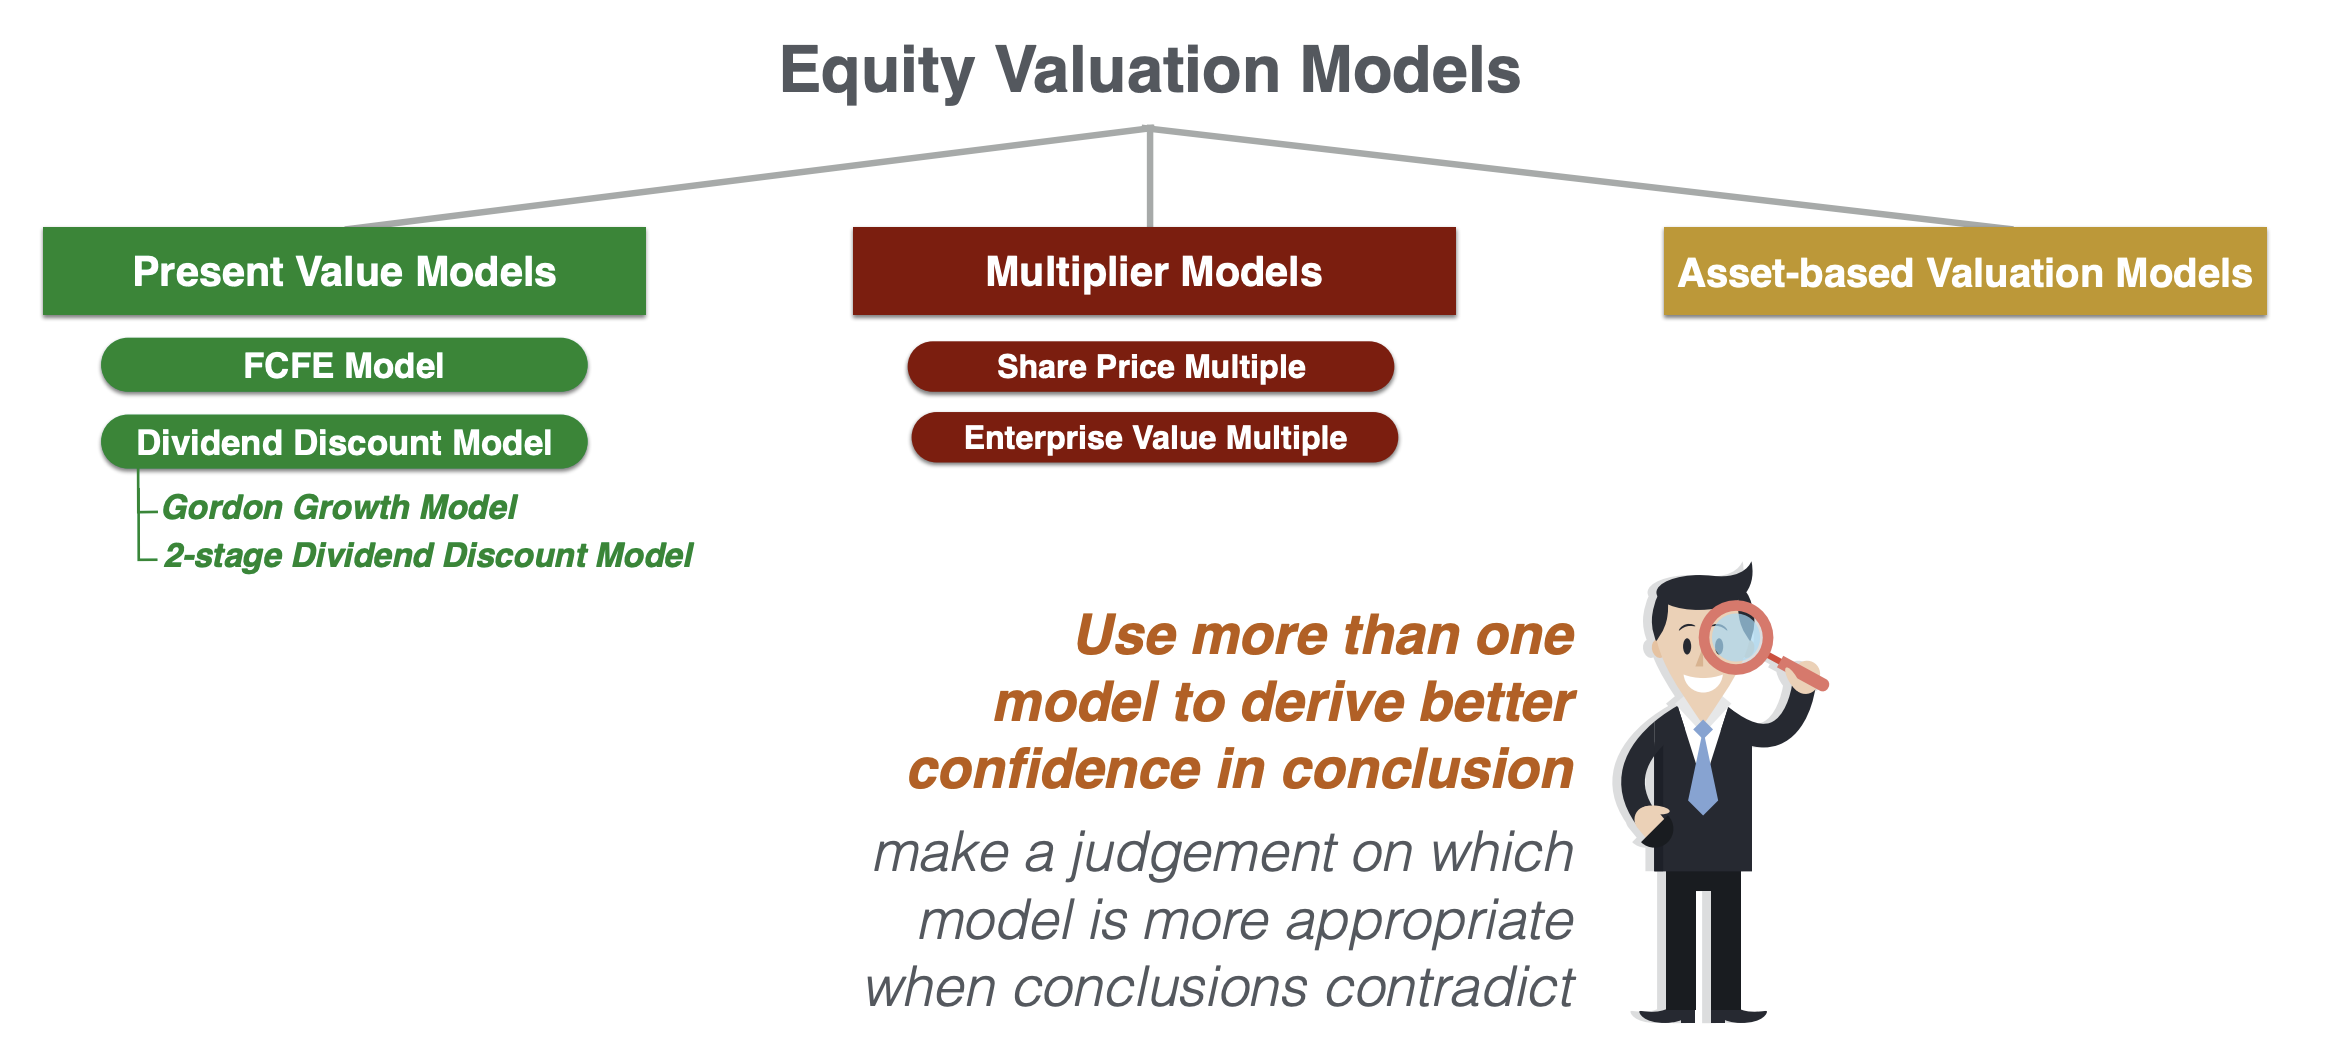 Equity Valuation Models
Present Value Models
FCFE Model
Dividend Discount Model
Gordon Growth Model
2-stage Dividend Discount Model
Multiplier Models
Share Price Multiple
Enterprise Value Multiple
Asset-based Valuation Models
Use more than one
model to derive better
confidence in conclusion
make a judgement on which
model is more appropriate
when conclusions contradict